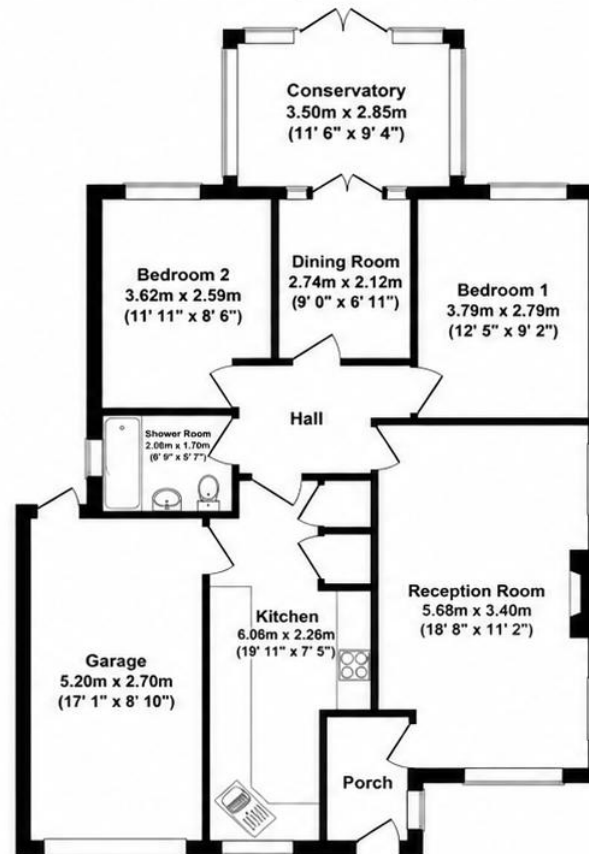 Conservatory
3.50m x 2.85m
(11' 6" x 9' 4")
Bedroom 2
3.62m x 2.59m
(11' 11" x 8' 6")
Dining Room
2.74m x 2.12m
(9' 0" x 6' 11")
Bedroom 1
3.79m x 2.79m
(12' 5" x 9' 2")
Hall
Shower Room
2.06m x 1.70m
(6' 9" x 5' 7")
Kitchen
6.06m x 2.26m
(19' 11" x 7' 5")
Reception Room
5.68m x 3.40m
(18' 8" x 11' 2")
Garage
5.20m x 2.70m
(17' 1" x 8' 10")
Porch